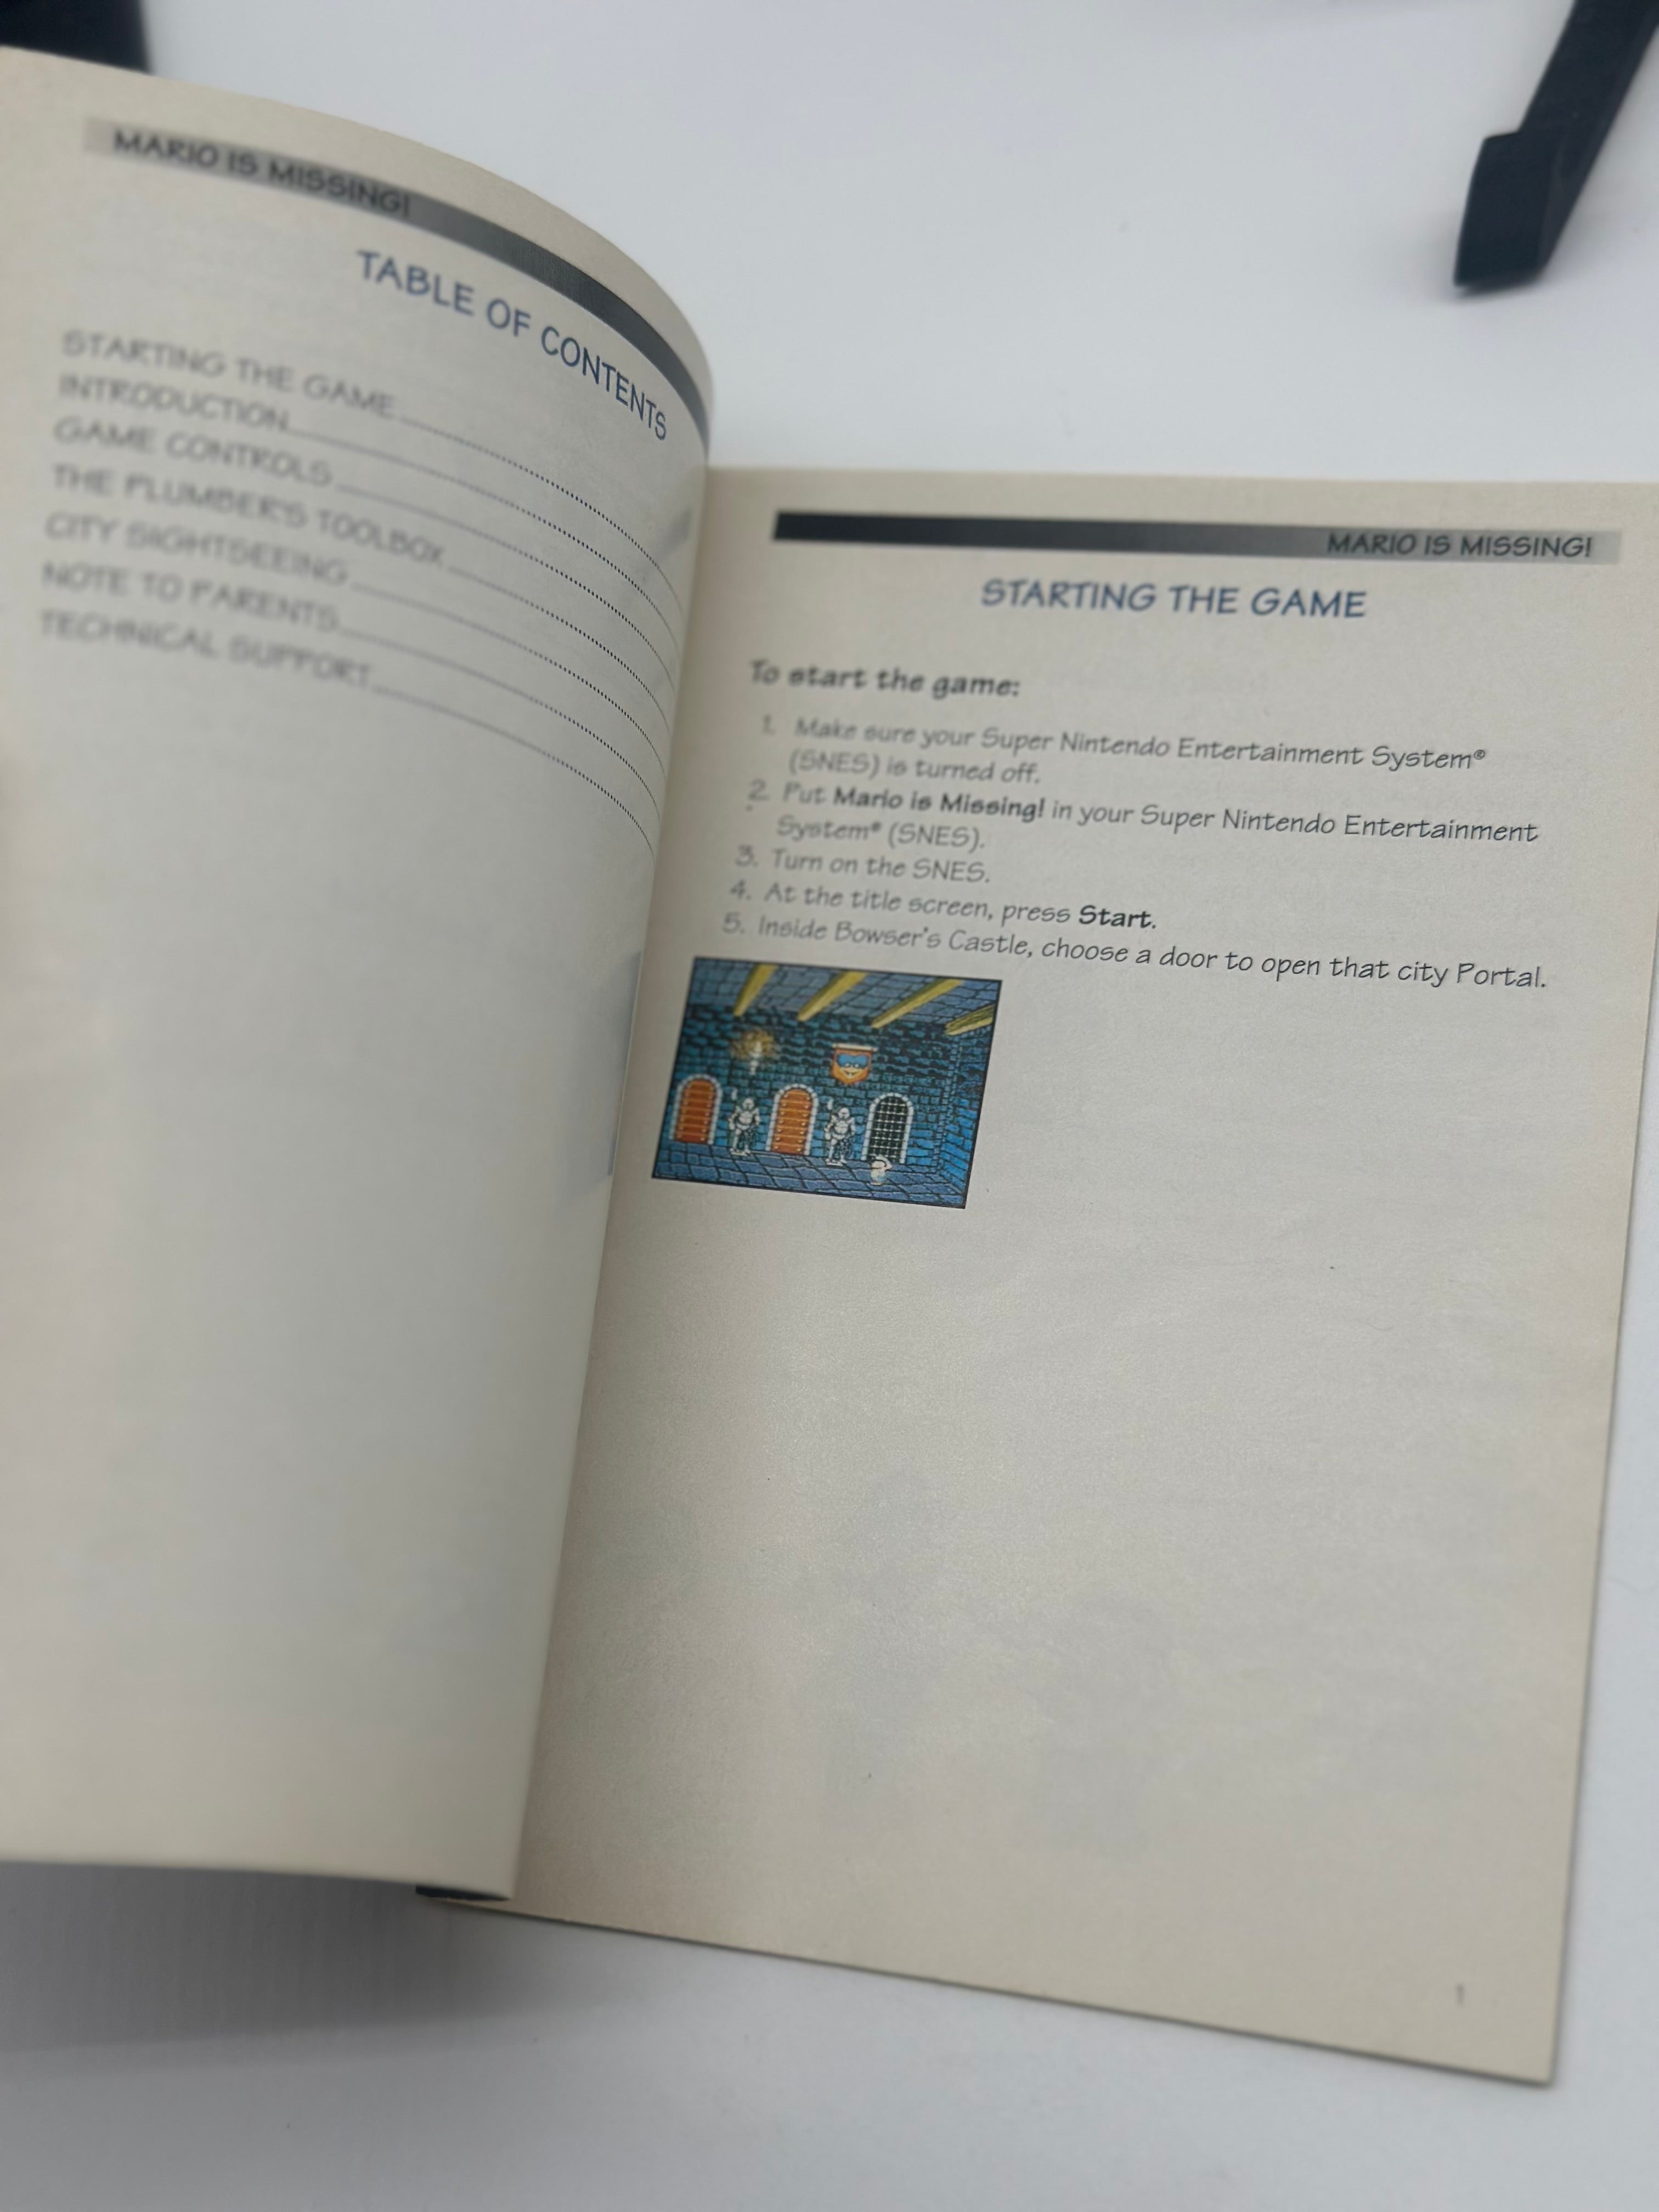 MARIO IS MISSING!
TABLE OF CONTENTS
STARTING THE GAME
INTRODUCTION
GAME CONTROLS
THE PLUMBER'S TOOLBOX
CITY SIGHTSEEING
NOTE TO PARENTS
TECHNICAL SUPPORT
MARIO IS MISSING!
STARTING THE GAME
To start the game:
1. Make sure your Super Nintendo Entertainment System®
(SNES) is turned off.
2. Put Mario is Missing! in your Super Nintendo Entertainment
System® (SNES).
3. Turn on the SNES.
4. At the title screen, press Start.
5. Inside Bowser's Castle, choose a door to open that city Portal.
1